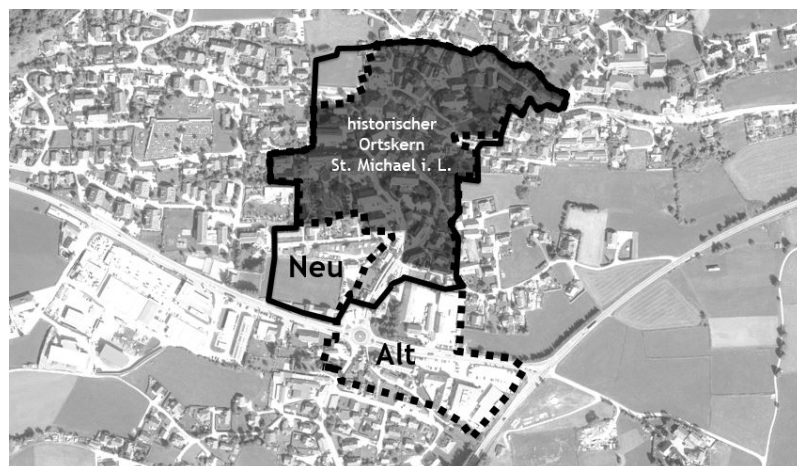 historischer
Ortskern
St. Michael i. L.
Neu
Alt